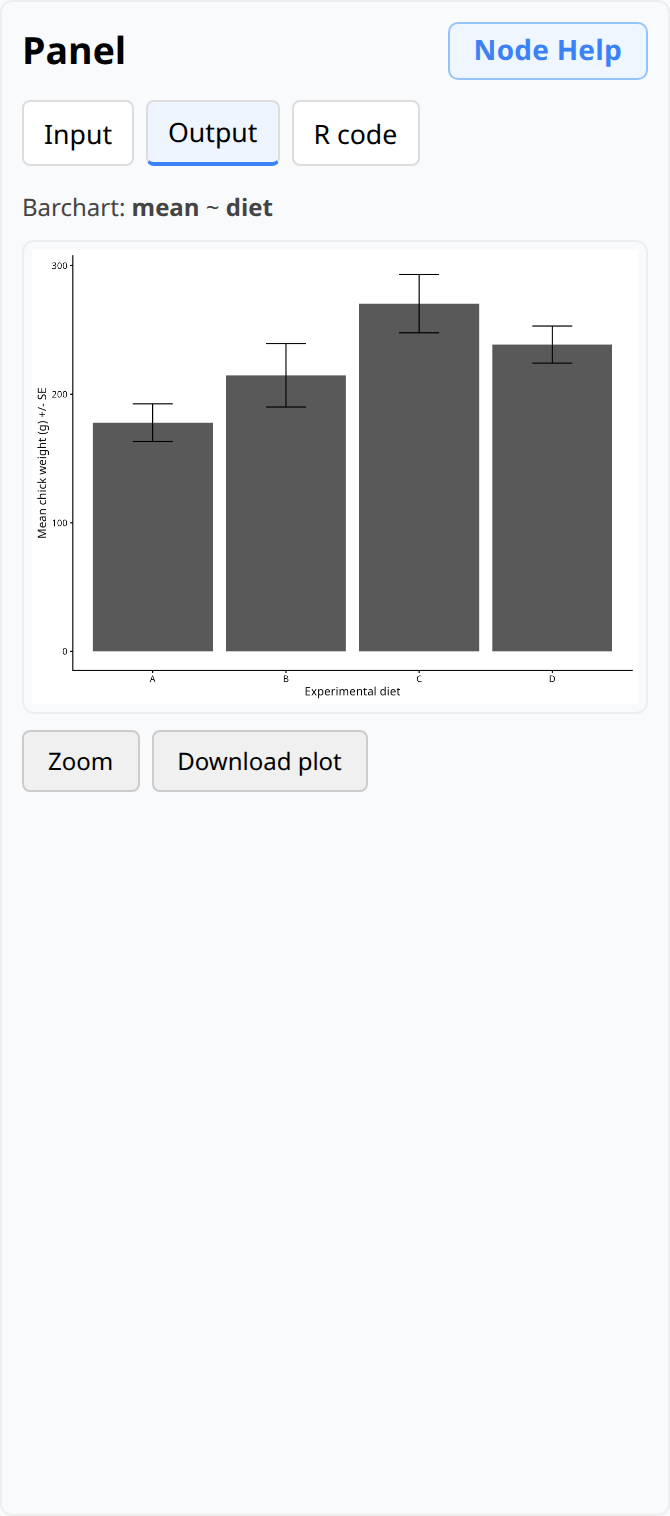 Panel
Node Help
Input
Output
R code
Barchart: mean ~ diet
Mean chick weight (g) +/- SE
300
200
100
0
A
B
C
D
Experimental diet
Zoom
Download plot